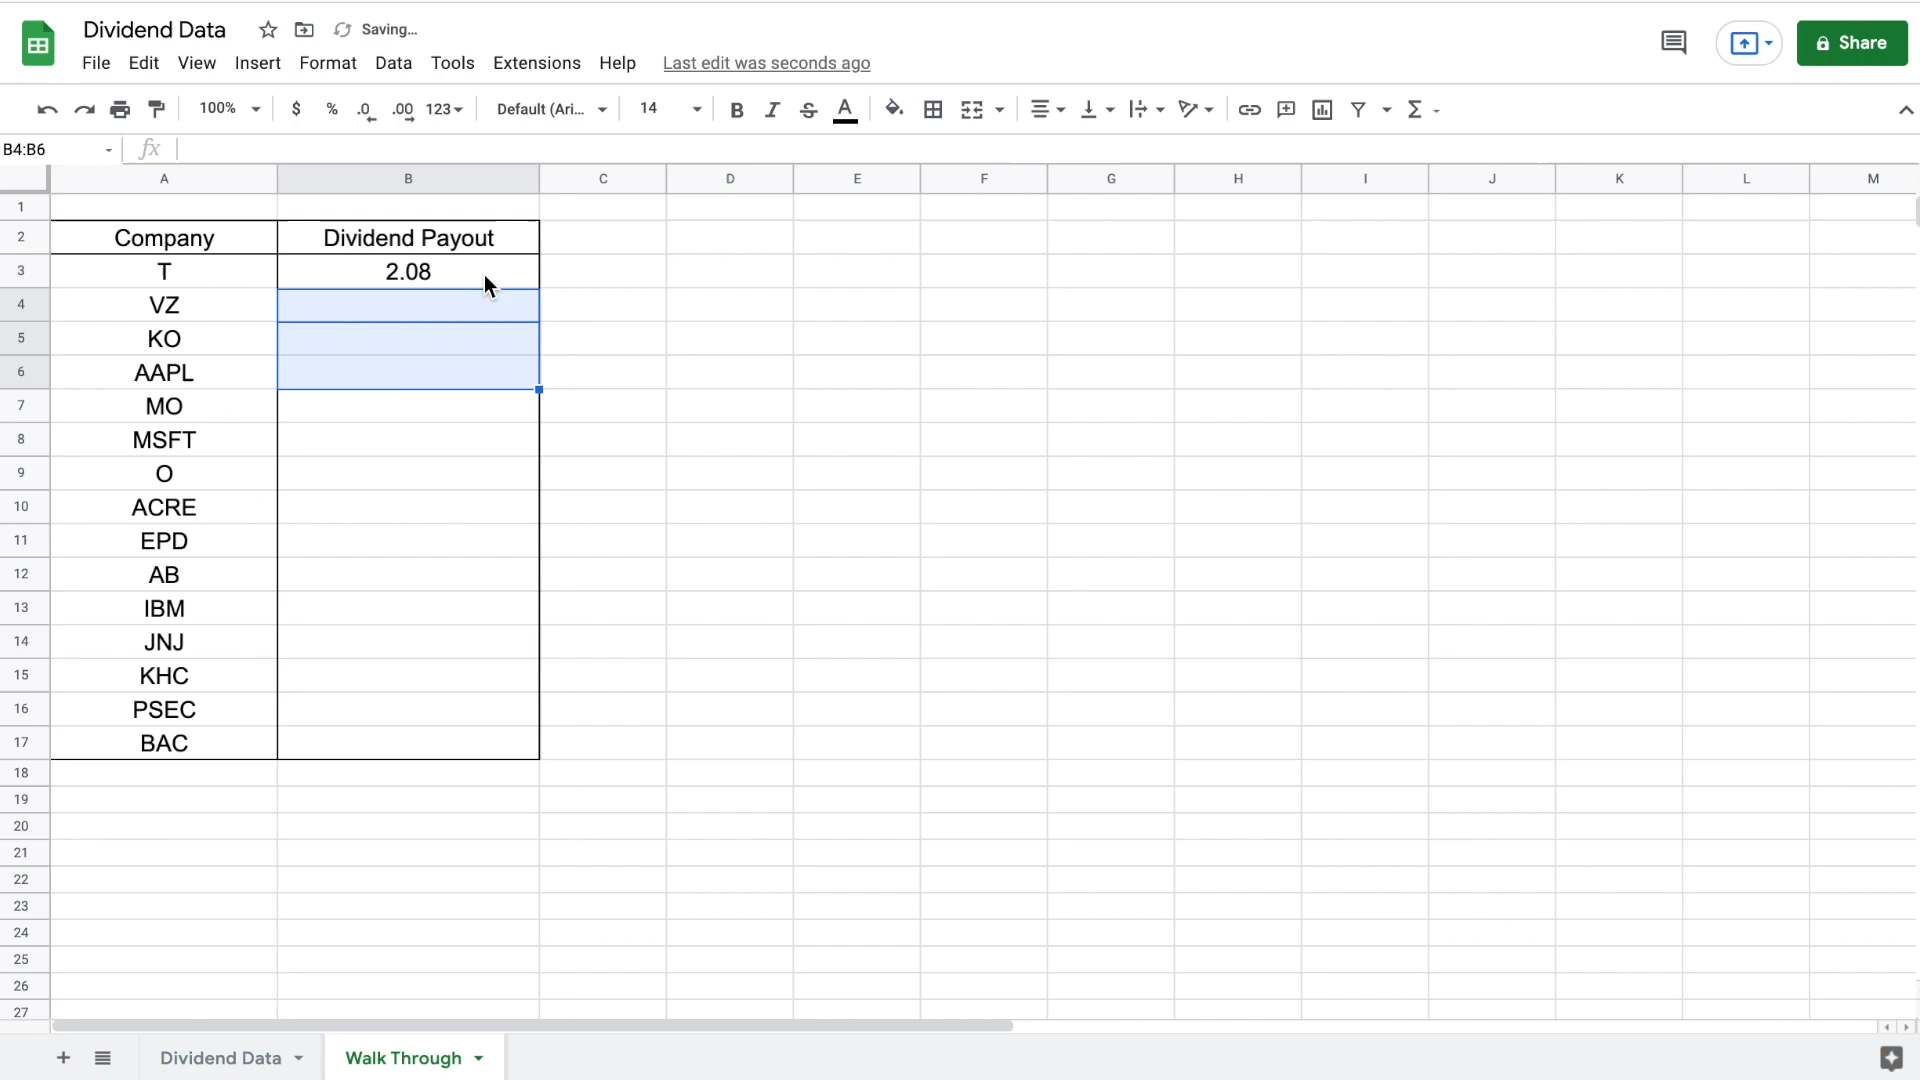 Dividend Data Saving...
File Edit View Insert Format Data Tools Extensions Help Last edit was seconds ago
Share
100% $ % .0 .00 123 Default (Ari... 14 B I S A Σ
B4:B6 fx
A B C D E F G H I J K L M
1
2 Company Dividend Payout
3 T 2.08
4 VZ
5 KO
6 AAPL
7 MO
8 MSFT
9 O
10 ACRE
11 EPD
12 AB
13 IBM
14 JNJ
15 KHC
16 PSEC
17 BAC
18
19
20
21
22
23
24
25
26
27
+ Dividend Data Walk Through